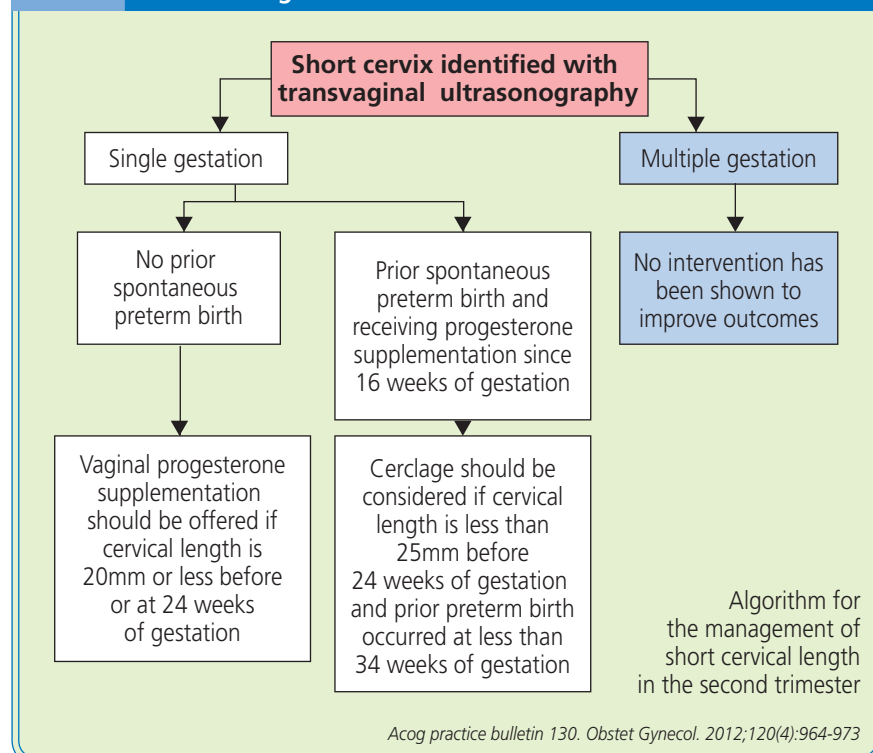 Short cervix identified with
transvaginal ultrasonography
Single gestation
Multiple gestation
No prior
spontaneous
preterm birth
Prior spontaneous
preterm birth and
receiving progesterone
supplementation since
16 weeks of gestation
No intervention has
been shown to
improve outcomes
Vaginal progesterone
supplementation
should be offered if
cervical length is
20mm or less before
or at 24 weeks
of gestation
Cerclage should be
considered if cervical
length is less than
25mm before
24 weeks of gestation
and prior preterm birth
occurred at less than
34 weeks of gestation
Algorithm for
the management of
short cervical length
in the second trimester
Acog practice bulletin 130. Obstet Gynecol. 2012;120(4):964-973